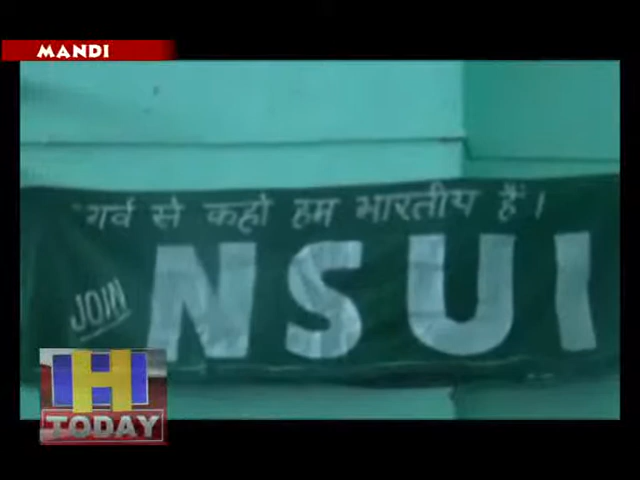 MANDI
गर्व से कहो हम भारतीय हैं।
JOIN
NSUI
H
TODAY